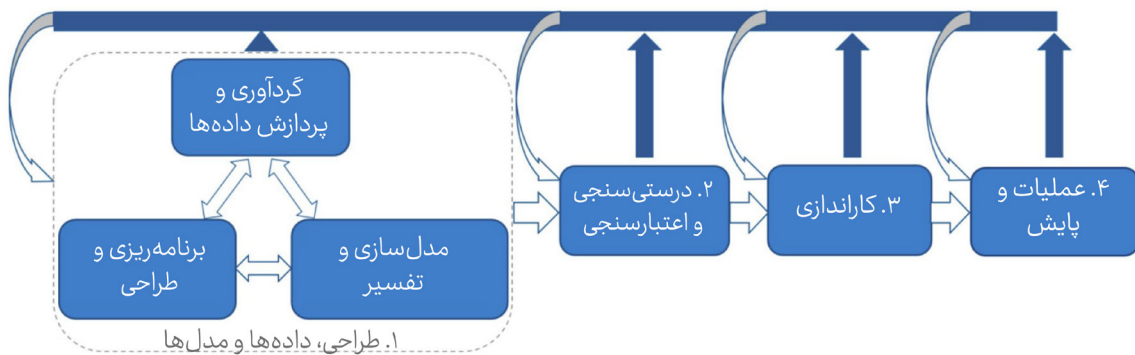 گردآوری و
پردازش داده‌ها
برنامه‌ریزی و
طراحی
مدل‌سازی و
تفسیر
۱. طراحی، داده‌ها و مدل‌ها
۲. درستی‌سنجی
و اعتبارسنجی
۳. کاراندازی
۴. عملیات و
پایش